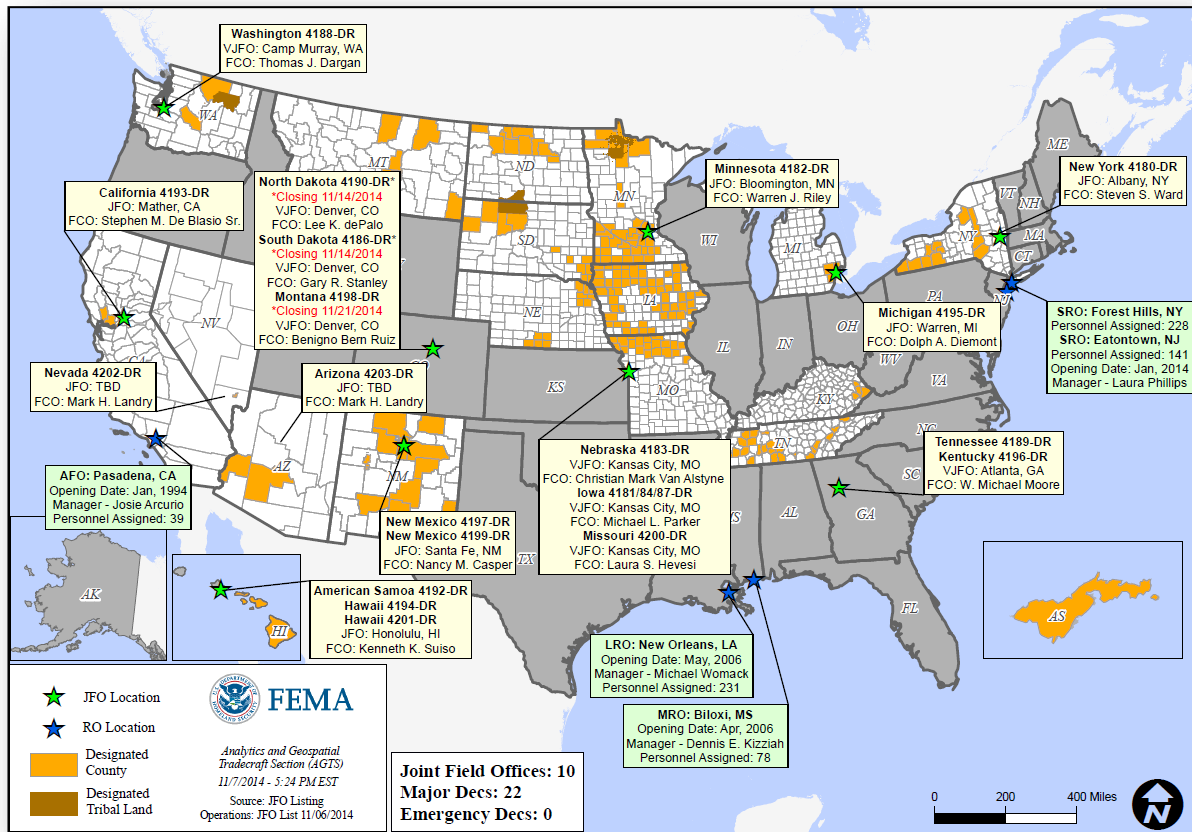 Washington 4188-DR
VJFO: Camp Murray, WA
FCO: Thomas J. Dargan
California 4193-DR
JFO: Mather, CA
FCO: Stephen M. De Blasio Sr.
North Dakota 4190-DR*
*Closing 11/14/2014
VJFO: Denver, CO
FCO: Lee K. dePalo
South Dakota 4186-DR*
*Closing 11/14/2014
VJFO: Denver, CO
FCO: Gary R. Stanley
Montana 4198-DR
*Closing 11/21/2014
VJFO: Denver, CO
FCO: Benigno Bern Ruiz
Minnesota 4182-DR
JFO: Bloomington, MN
FCO: Warren J. Riley
New York 4180-DR
JFO: Albany, NY
FCO: Steven S. Ward
Michigan 4195-DR
JFO: Warren, MI
FCO: Dolph A. Diemont
SRO: Forest Hills, NY
Personnel Assigned: 228
SRO: Eatontown, NJ
Personnel Assigned: 141
Opening Date: Jan, 2014
Manager - Laura Phillips
Nevada 4202-DR
JFO: TBD
FCO: Mark H. Landry
Arizona 4203-DR
JFO: TBD
FCO: Mark H. Landry
AFO: Pasadena, CA
Opening Date: Jan, 1994
Manager - Josie Arcurio
Personnel Assigned: 39
New Mexico 4197-DR
New Mexico 4199-DR
JFO: Santa Fe, NM
FCO: Nancy M. Casper
Nebraska 4183-DR
VJFO: Kansas City, MO
FCO: Christian Mark Van Alstyne
Iowa 4181/84/87-DR
VJFO: Kansas City, MO
FCO: Michael L. Parker
Missouri 4200-DR
VJFO: Kansas City, MO
FCO: Laura S. Hevesi
Tennessee 4189-DR
Kentucky 4196-DR
VJFO: Atlanta, GA
FCO: W. Michael Moore
American Samoa 4192-DR
Hawaii 4194-DR
Hawaii 4201-DR
JFO: Honolulu, HI
FCO: Kenneth K. Suiso
LRO: New Orleans, LA
Opening Date: May, 2006
Manager - Michael Womack
Personnel Assigned: 231
MRO: Biloxi, MS
Opening Date: Apr, 2006
Manager - Dennis E. Kizziah
Personnel Assigned: 78
WA
MT
ND
MN
SD
WI
MI
NY
ME
VT
NH
MA
CT
PA
NJ
NV
NE
IA
IL
IN
OH
WV
VA
KS
MO
KY
TN
NC
SC
AZ
NM
TX
AL
GA
FL
AK
HI
AS
JFO Location
RO Location
Designated
County
Designated
Tribal Land
FEMA
Analytics and Geospatial
Tradecraft Section (AGTS)
11/7/2014 - 5:24 PM EST
Source: JFO Listing
Operations: JFO List 11/06/2014
Joint Field Offices: 10
Major Decs: 22
Emergency Decs: 0
0 200 400 Miles
N